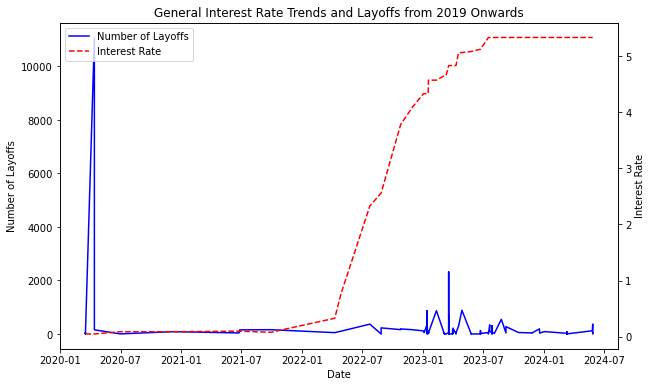 General Interest Rate Trends and Layoffs from 2019 Onwards
Number of Layoffs
Interest Rate
10000
8000
6000
4000
2000
0
Number of Layoffs
5
4
3
2
1
0
Interest Rate
2020-01 2020-07 2021-01 2021-07 2022-01 2022-07 2023-01 2023-07 2024-01 2024-07
Date